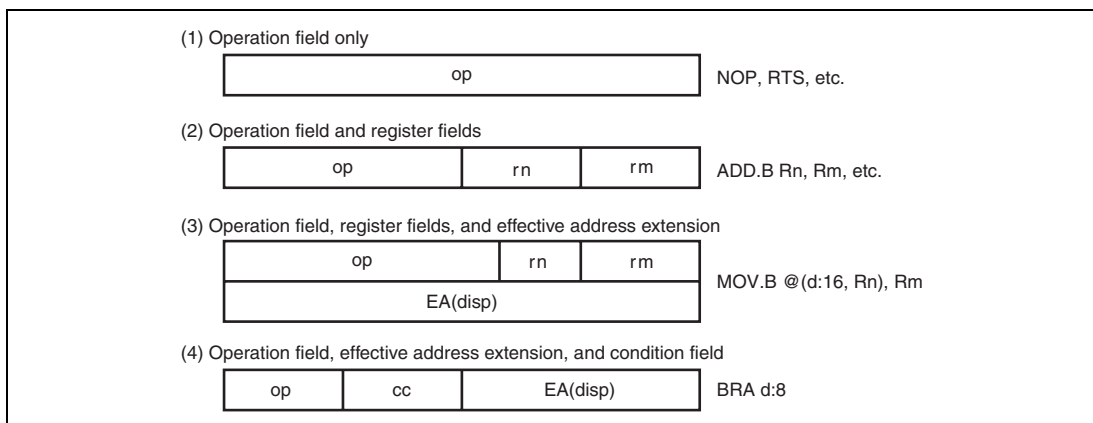 (1) Operation field only
op
NOP, RTS, etc.
(2) Operation field and register fields
op rn rm
ADD.B Rn, Rm, etc.
(3) Operation field, register fields, and effective address extension
op rn rm
EA(disp)
MOV.B @(d:16, Rn), Rm
(4) Operation field, effective address extension, and condition field
op cc EA(disp)
BRA d:8